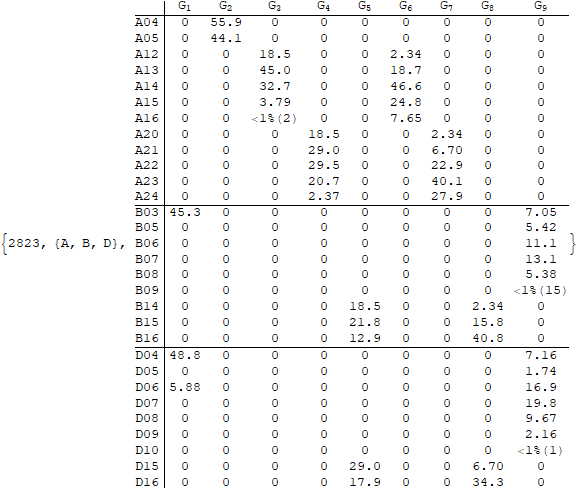 G1 G2 G3 G4 G5 G6 G7 G8 G9
A04 0 55.9 0 0 0 0 0 0 0
A05 0 44.1 0 0 0 0 0 0 0
A12 0 0 18.5 0 0 2.34 0 0 0
A13 0 0 45.0 0 0 18.7 0 0 0
A14 0 0 32.7 0 0 46.6 0 0 0
A15 0 0 3.79 0 0 24.8 0 0 0
A16 0 0 <1%(2) 0 0 7.65 0 0 0
A20 0 0 0 18.5 0 0 2.34 0 0
A21 0 0 0 29.0 0 0 6.70 0 0
A22 0 0 0 29.5 0 0 22.9 0 0
A23 0 0 0 20.7 0 0 40.1 0 0
A24 0 0 0 2.37 0 0 27.9 0 0
B03 45.3 0 0 0 0 0 0 0 7.05
B05 0 0 0 0 0 0 0 0 5.42
{2823, {A, B, D}, B06 0 0 0 0 0 0 0 0 11.1 }
B07 0 0 0 0 0 0 0 0 13.1
B08 0 0 0 0 0 0 0 0 5.38
B09 0 0 0 0 0 0 0 0 <1%(15)
B14 0 0 0 0 18.5 0 0 2.34 0
B15 0 0 0 0 21.8 0 0 15.8 0
B16 0 0 0 0 12.9 0 0 40.8 0
D04 48.8 0 0 0 0 0 0 0 7.16
D05 0 0 0 0 0 0 0 0 1.74
D06 5.88 0 0 0 0 0 0 0 16.9
D07 0 0 0 0 0 0 0 0 19.8
D08 0 0 0 0 0 0 0 0 9.67
D09 0 0 0 0 0 0 0 0 2.16
D10 0 0 0 0 0 0 0 0 <1%(1)
D15 0 0 0 0 29.0 0 0 6.70 0
D16 0 0 0 0 17.9 0 0 34.3 0